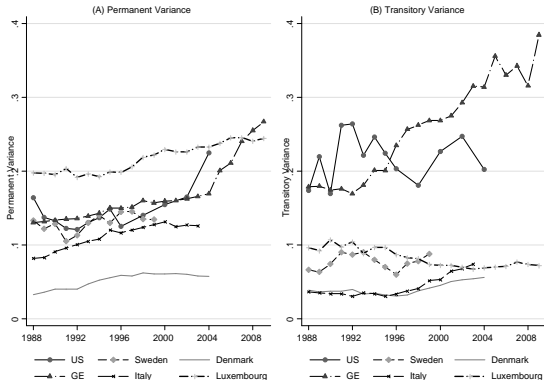 (A) Permanent Variance
Permanent Variance
.4
.3
.2
.1
0
1988 1992 1996 2000 2004 2008
US Sweden Denmark
GE Italy Luxembourg
(B) Transitory Variance
Transitory Variance
.4
.3
.2
.1
0
1988 1992 1996 2000 2004 2008
US Sweden Denmark
GE Italy Luxembourg